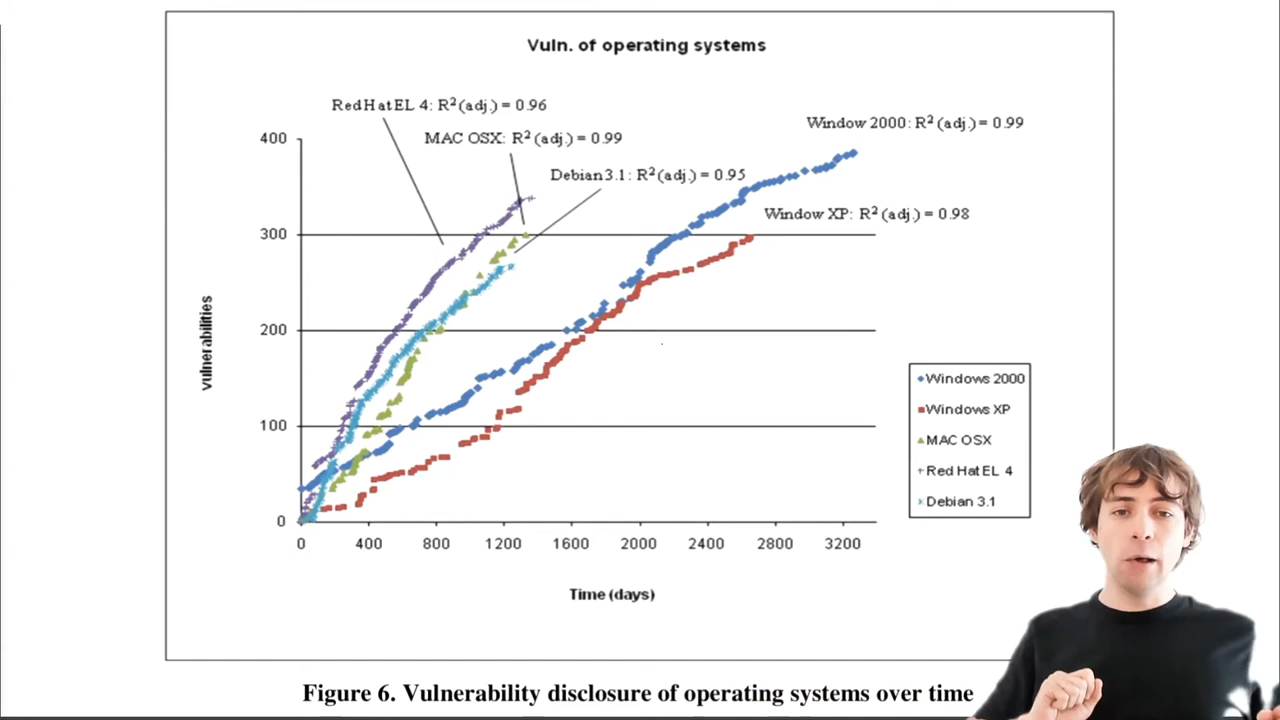 Vuln. of operating systems
Red Hat EL 4: R² (adj.) = 0.96
MAC OSX: R² (adj.) = 0.99
Debian 3.1: R² (adj.) = 0.95
Window 2000: R² (adj.) = 0.99
Window XP: R² (adj.) = 0.98
vulnerabilities
400
300
200
100
0
0 400 800 1200 1600 2000 2400 2800 3200
Time (days)
Windows 2000
Windows XP
MAC OSX
Red Hat EL 4
Debian 3.1
Figure 6. Vulnerability disclosure of operating systems over time